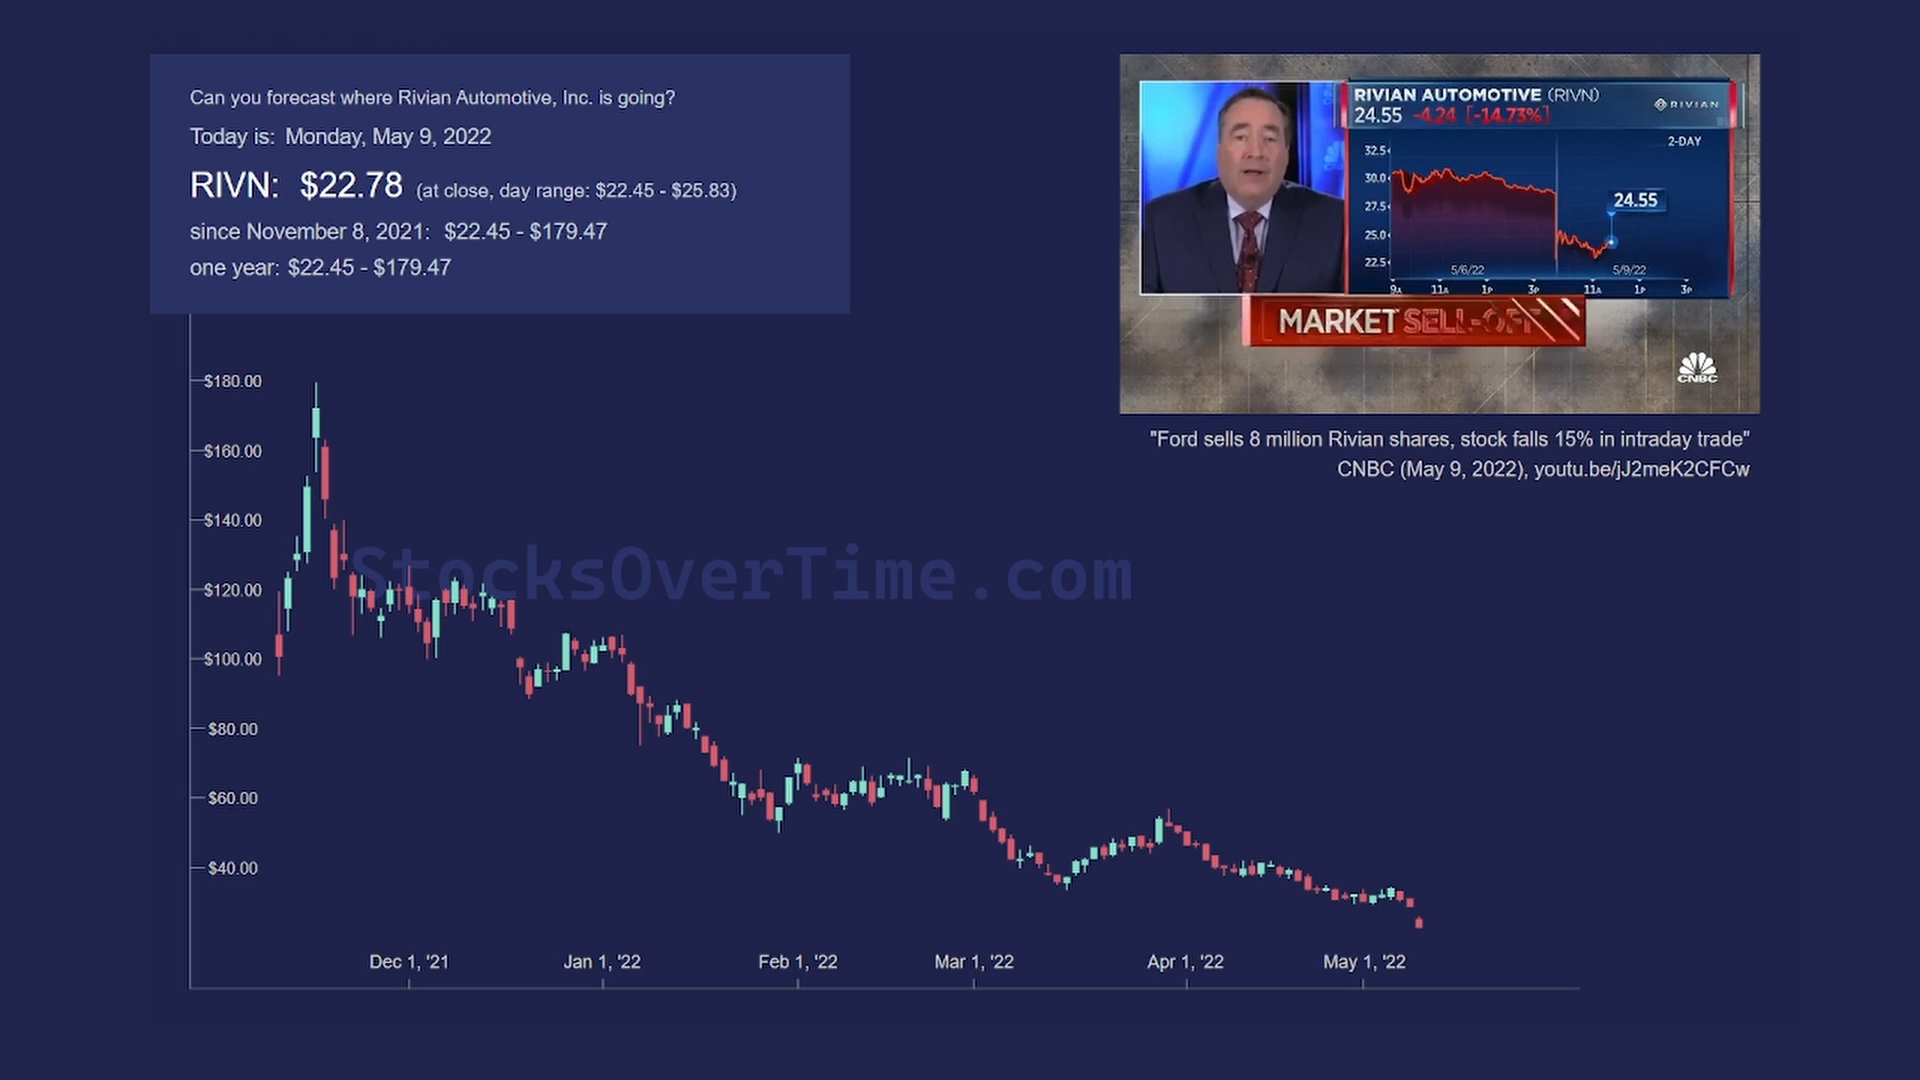 Can you forecast where Rivian Automotive, Inc. is going?
Today is: Monday, May 9, 2022
RIVN: $22.78 (at close, day range: $22.45 - $25.83)
since November 8, 2021: $22.45 - $179.47
one year: $22.45 - $179.47
RIVIAN AUTOMOTIVE (RIVN)
24.55 -4.24 [-14.73%]
RIVIAN
2-DAY
32.5
30.0
27.5
25.0
22.5
24.55
5/6/22
5/9/22
9A 11A 1P 3P 11A 1P 3P
MARKET SELL-OFF
CNBC
"Ford sells 8 million Rivian shares, stock falls 15% in intraday trade"
CNBC (May 9, 2022), youtu.be/jJ2meK2CFCw
$180.00
$160.00
$140.00
$120.00
$100.00
$80.00
$60.00
$40.00
StocksOverTime.com
Dec 1, '21
Jan 1, '22
Feb 1, '22
Mar 1, '22
Apr 1, '22
May 1, '22